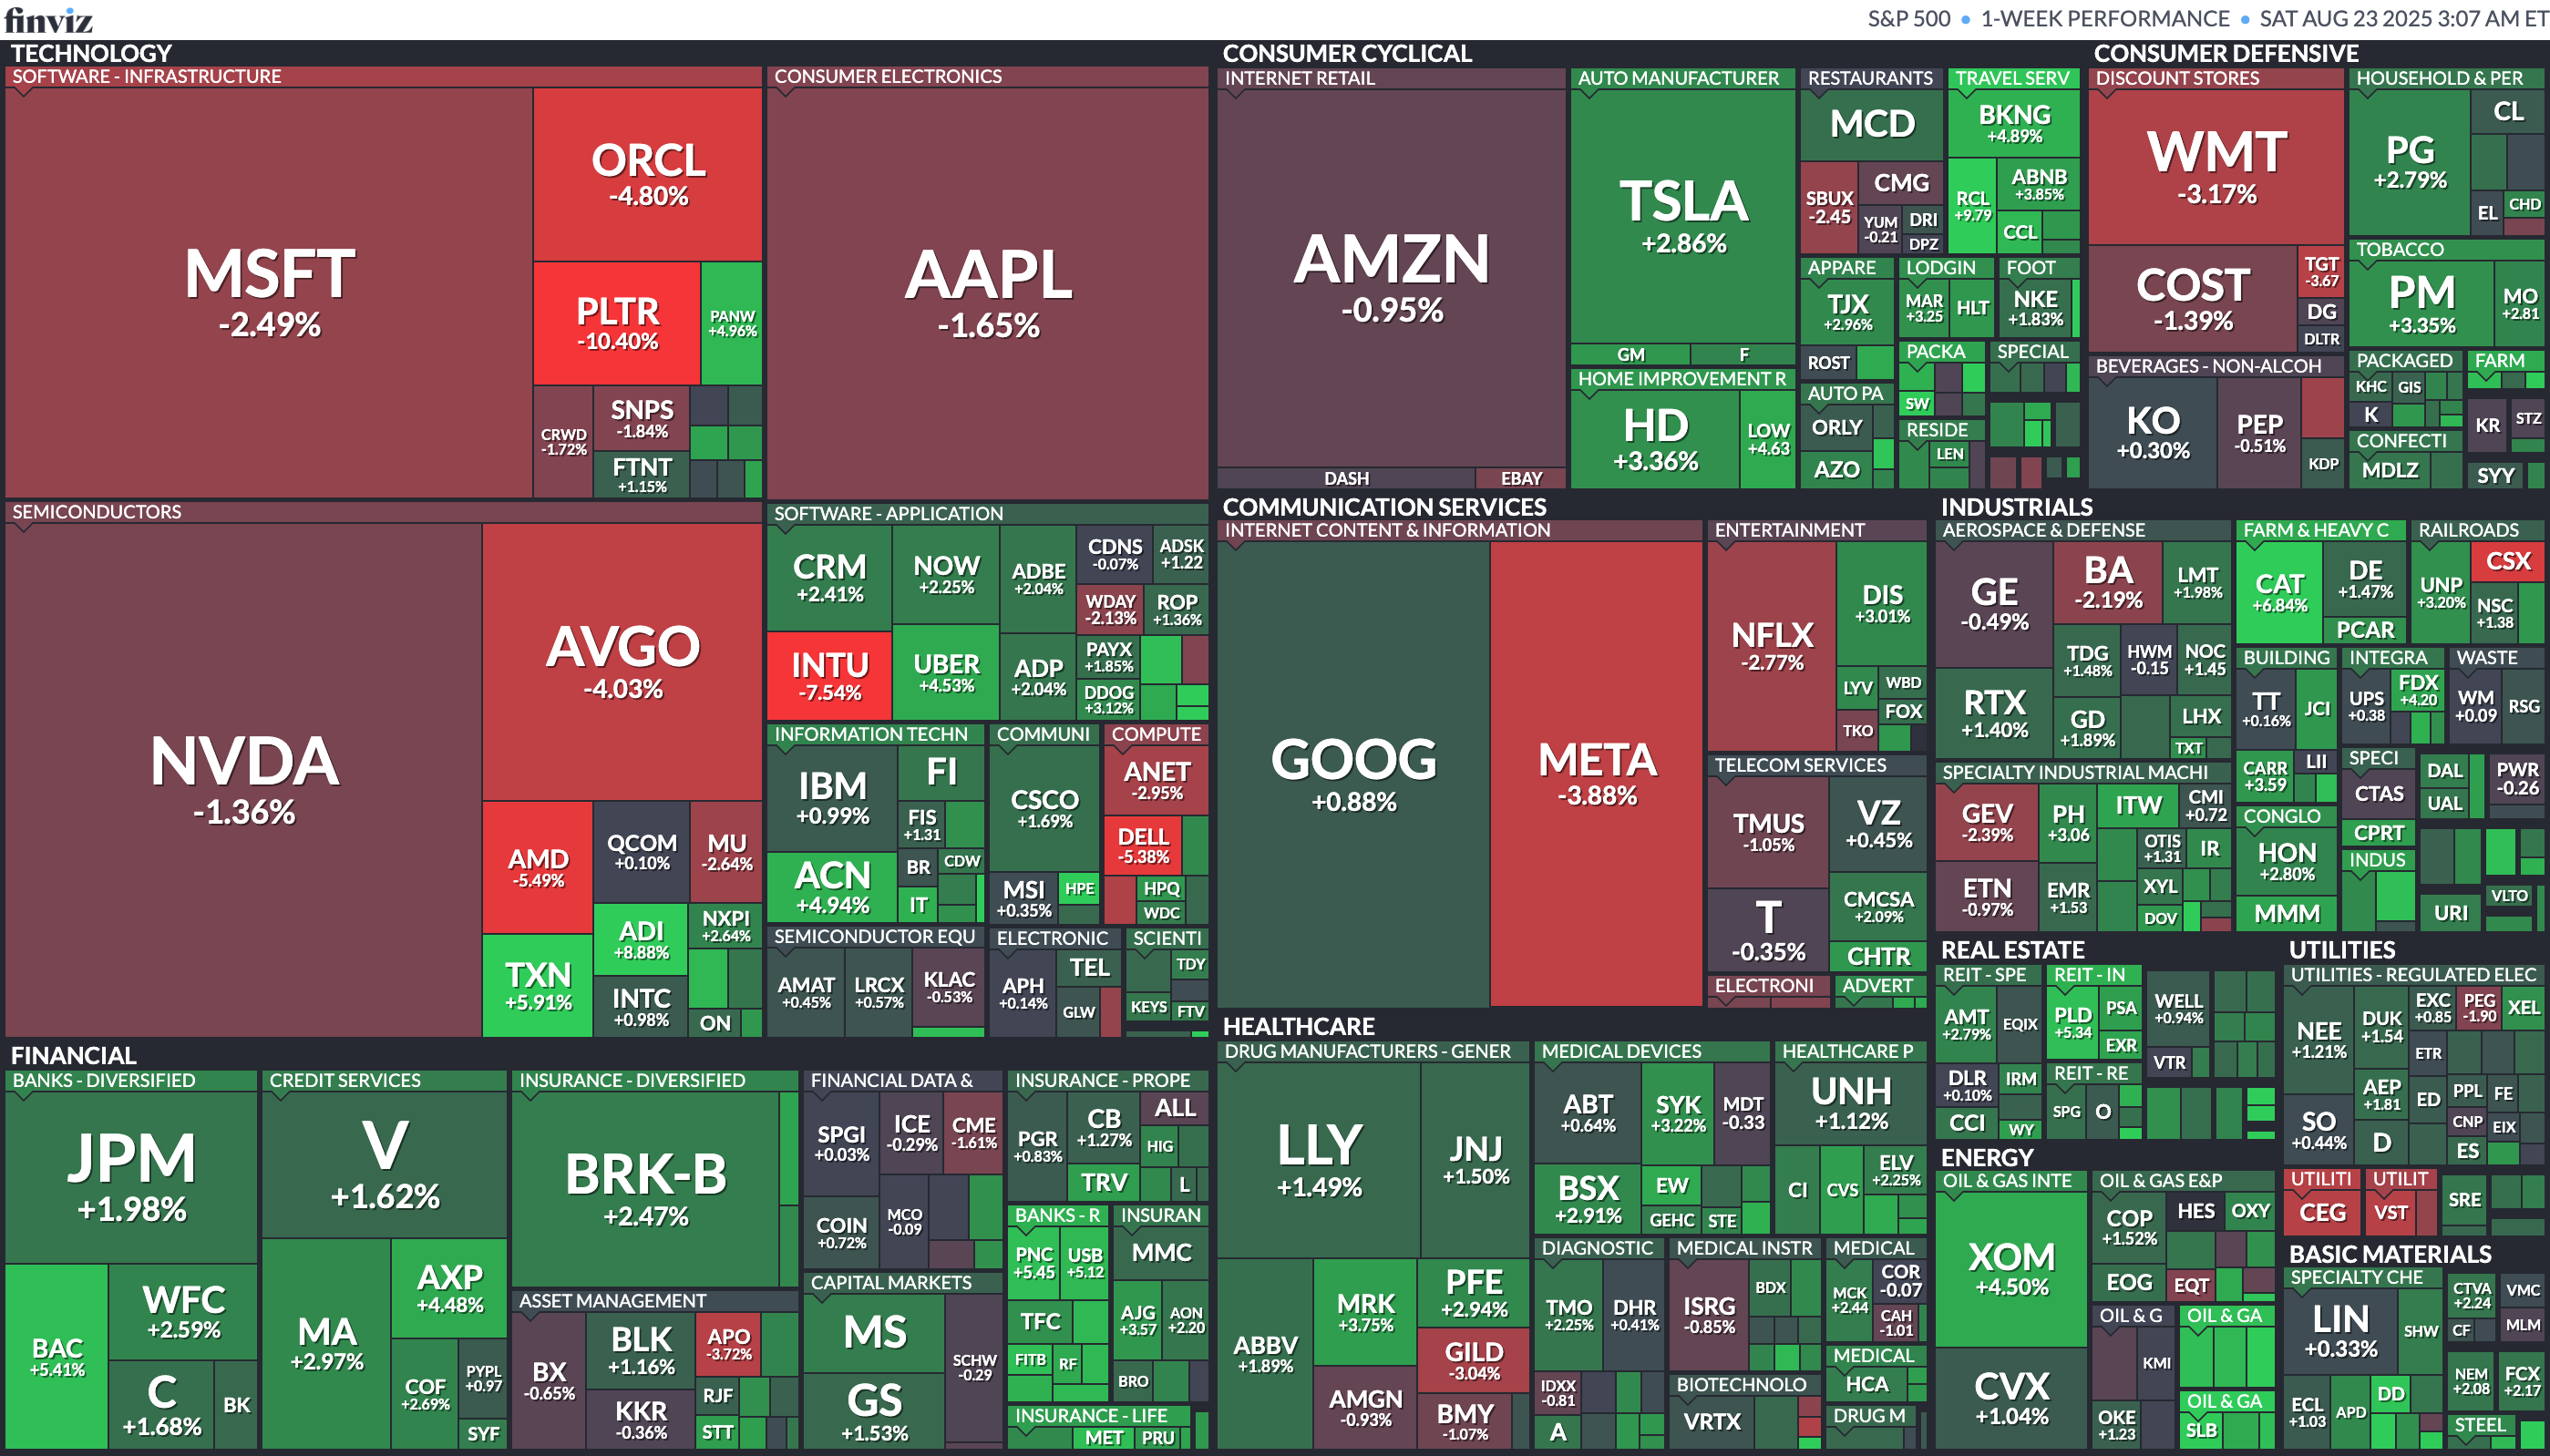 finviz
S&P 500 • 1-WEEK PERFORMANCE • SAT AUG 23 2025 3:07 AM ET
TECHNOLOGY
SOFTWARE - INFRASTRUCTURE
MSFT
-2.49%
ORCL
-4.80%
PLTR
-10.40%
PANW
+4.96%
CRWD
-1.72%
SNPS
-1.84%
FTNT
+1.15%
CONSUMER ELECTRONICS
AAPL
-1.65%
SEMICONDUCTORS
NVDA
-1.36%
AVGO
-4.03%
AMD
-5.49%
QCOM
+0.10%
MU
-2.64%
TXN
+5.91%
ADI
+8.88%
NXPI
+2.64%
INTC
+0.98%
ON
SOFTWARE - APPLICATION
CRM
+2.41%
NOW
+2.25%
ADBE
+2.04%
CDNS
-0.07%
ADSK
+1.22
WDAY
-2.13%
ROP
+1.36%
INTU
-7.54%
UBER
+4.53%
ADP
+2.04%
PAYX
+1.85%
DDOG
+3.12%
INFORMATION TECHN
IBM
+0.99%
FI
FIS
+1.31
ACN
+4.94%
BR
CDW
IT
COMMUNI
CSCO
+1.69%
MSI
+0.35%
HPE
COMPUTE
ANET
-2.95%
DELL
-5.38%
HPQ
WDC
SEMICONDUCTOR EQU
AMAT
+0.45%
LRCX
+0.57%
KLAC
-0.53%
ELECTRONIC
APH
+0.14%
TEL
GLW
SCIENTI
TDY
KEYS
FTV
CONSUMER CYCLICAL
INTERNET RETAIL
AMZN
-0.95%
DASH
EBAY
AUTO MANUFACTURER
TSLA
+2.86%
GM
F
HOME IMPROVEMENT R
HD
+3.36%
LOW
+4.63
RESTAURANTS
MCD
SBUX
-2.45
CMG
YUM
-0.21
DRI
DPZ
TRAVEL SERV
BKNG
+4.89%
RCL
+9.79
ABNB
+3.85%
CCL
APPARE
TJX
+2.96%
ROST
LODGIN
MAR
+3.25
HLT
FOOT
NKE
+1.83%
AUTO PA
ORLY
AZO
PACKA
SW
SPECIAL
RESIDE
LEN
CONSUMER DEFENSIVE
DISCOUNT STORES
WMT
-3.17%
COST
-1.39%
TGT
-3.67
DG
DLTR
HOUSEHOLD & PER
PG
+2.79%
CL
EL
CHD
TOBACCO
PM
+3.35%
MO
+2.81
BEVERAGES - NON-ALCOH
KO
+0.30%
PEP
-0.51%
KDP
PACKAGED
KHC
GIS
K
FARM
KR
STZ
CONFECTI
MDLZ
SYY
COMMUNICATION SERVICES
INTERNET CONTENT & INFORMATION
GOOG
+0.88%
META
-3.88%
ENTERTAINMENT
NFLX
-2.77%
DIS
+3.01%
LYV
WBD
TKO
FOX
TELECOM SERVICES
TMUS
-1.05%
VZ
+0.45%
T
-0.35%
CMCSA
+2.09%
CHTR
ELECTRONI
ADVERT
INDUSTRIALS
AEROSPACE & DEFENSE
GE
-0.49%
BA
-2.19%
LMT
+1.98%
RTX
+1.40%
TDG
+1.48%
HWM
-0.15
NOC
+1.45
GD
+1.89%
LHX
TXT
FARM & HEAVY C
CAT
+6.84%
DE
+1.47%
PCAR
RAILROADS
UNP
+3.20%
CSX
NSC
+1.38
BUILDING
TT
+0.16%
JCI
CARR
+3.59
LII
INTEGRA
UPS
+0.38
FDX
+4.20
WASTE
WM
+0.09
RSG
SPECIALTY INDUSTRIAL MACHI
GEV
-2.39%
PH
+3.06
ITW
CMI
+0.72
ETN
-0.97%
EMR
+1.53
OTIS
+1.31
IR
XYL
DOV
SPECI
CTAS
CPRT
DAL
UAL
PWR
-0.26
CONGLO
HON
+2.80%
MMM
INDUS
URI
VLTO
FINANCIAL
BANKS - DIVERSIFIED
JPM
+1.98%
BAC
+5.41%
WFC
+2.59%
C
+1.68%
BK
CREDIT SERVICES
V
+1.62%
MA
+2.97%
AXP
+4.48%
COF
+2.69%
PYPL
+0.97
SYF
INSURANCE - DIVERSIFIED
BRK-B
+2.47%
ASSET MANAGEMENT
BX
-0.65%
BLK
+1.16%
APO
-3.72%
KKR
-0.36%
RJF
STT
FINANCIAL DATA &
SPGI
+0.03%
ICE
-0.29%
CME
-1.61%
COIN
+0.72%
MCO
-0.09
CAPITAL MARKETS
MS
GS
+1.53%
SCHW
-0.29
INSURANCE - PROPE
PGR
+0.83%
CB
+1.27%
ALL
HIG
TRV
L
BANKS - R
PNC
+5.45
USB
+5.12
TFC
FITB
RF
INSURAN
MMC
AJG
+3.57
AON
+2.20
BRO
INSURANCE - LIFE
MET
PRU
HEALTHCARE
DRUG MANUFACTURERS - GENER
LLY
+1.49%
JNJ
+1.50%
ABBV
+1.89%
MRK
+3.75%
PFE
+2.94%
GILD
-3.04%
AMGN
-0.93%
BMY
-1.07%
MEDICAL DEVICES
ABT
+0.64%
SYK
+3.22%
MDT
-0.33
BSX
+2.91%
EW
GEHC
STE
HEALTHCARE P
UNH
+1.12%
CI
CVS
ELV
+2.25%
DIAGNOSTIC
TMO
+2.25%
DHR
+0.41%
IDXX
-0.81
A
MEDICAL INSTR
ISRG
-0.85%
BDX
BIOTECHNOLO
VRTX
MEDICAL
MCK
+2.44
COR
-0.07
CAH
-1.01
MEDICAL
HCA
DRUG M
REAL ESTATE
REIT - SPE
AMT
+2.79%
EQIX
DLR
+0.10%
IRM
CCI
WY
REIT - IN
PLD
+5.34
PSA
EXR
REIT - RE
SPG
O
WELL
+0.94%
VTR
UTILITIES
UTILITIES - REGULATED ELEC
NEE
+1.21%
DUK
+1.54
EXC
+0.85
PEG
-1.90
XEL
ETR
SO
+0.44%
AEP
+1.81
ED
PPL
FE
CNP
EIX
D
ES
UTILITI
CEG
UTILIT
VST
SRE
ENERGY
OIL & GAS INTE
XOM
+4.50%
CVX
+1.04%
OIL & GAS E&P
COP
+1.52%
HES
OXY
EOG
EQT
OIL & G
KMI
OKE
+1.23
OIL & GA
OIL & GA
SLB
BASIC MATERIALS
SPECIALTY CHE
LIN
+0.33%
SHW
ECL
+1.03
APD
DD
CTVA
+2.24
VMC
CF
MLM
NEM
+2.08
FCX
+2.17
STEEL